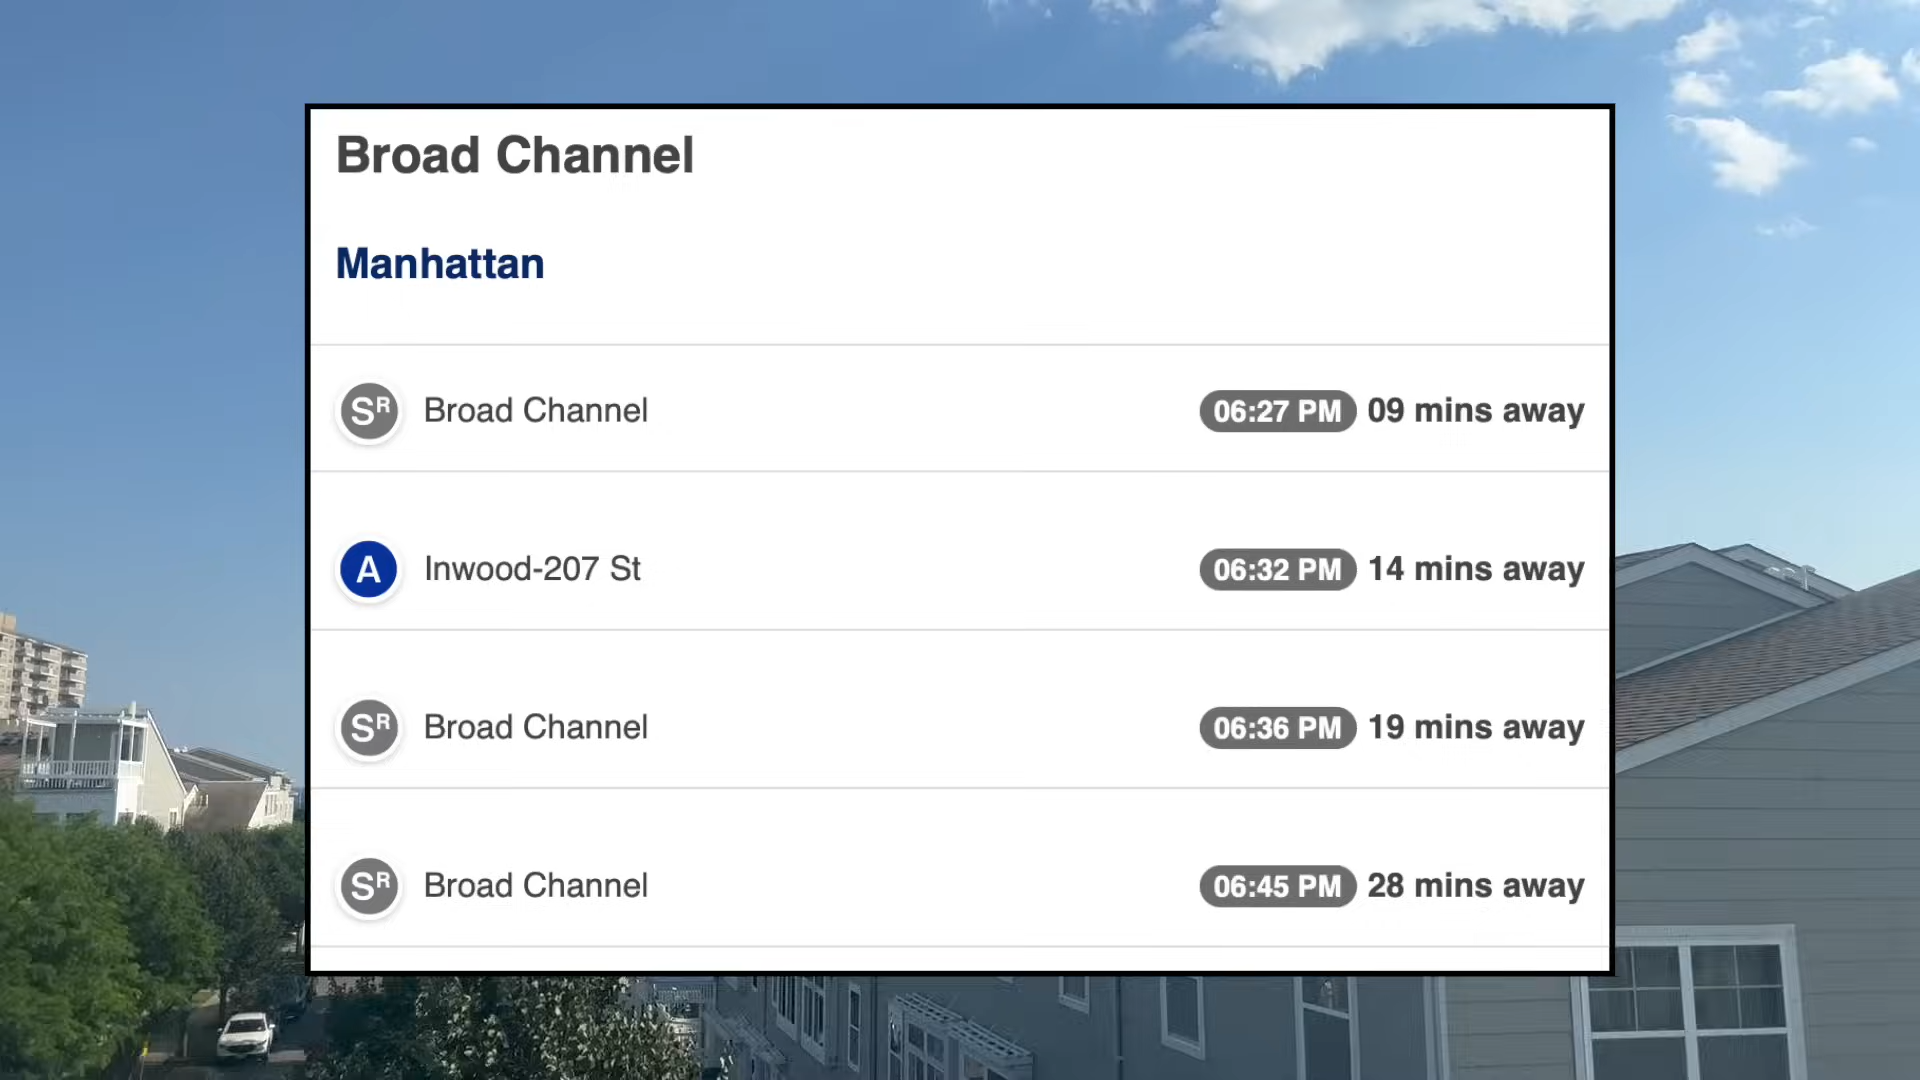 Broad Channel
Manhattan
SR Broad Channel 06:27 PM 09 mins away
A Inwood-207 St 06:32 PM 14 mins away
SR Broad Channel 06:36 PM 19 mins away
SR Broad Channel 06:45 PM 28 mins away